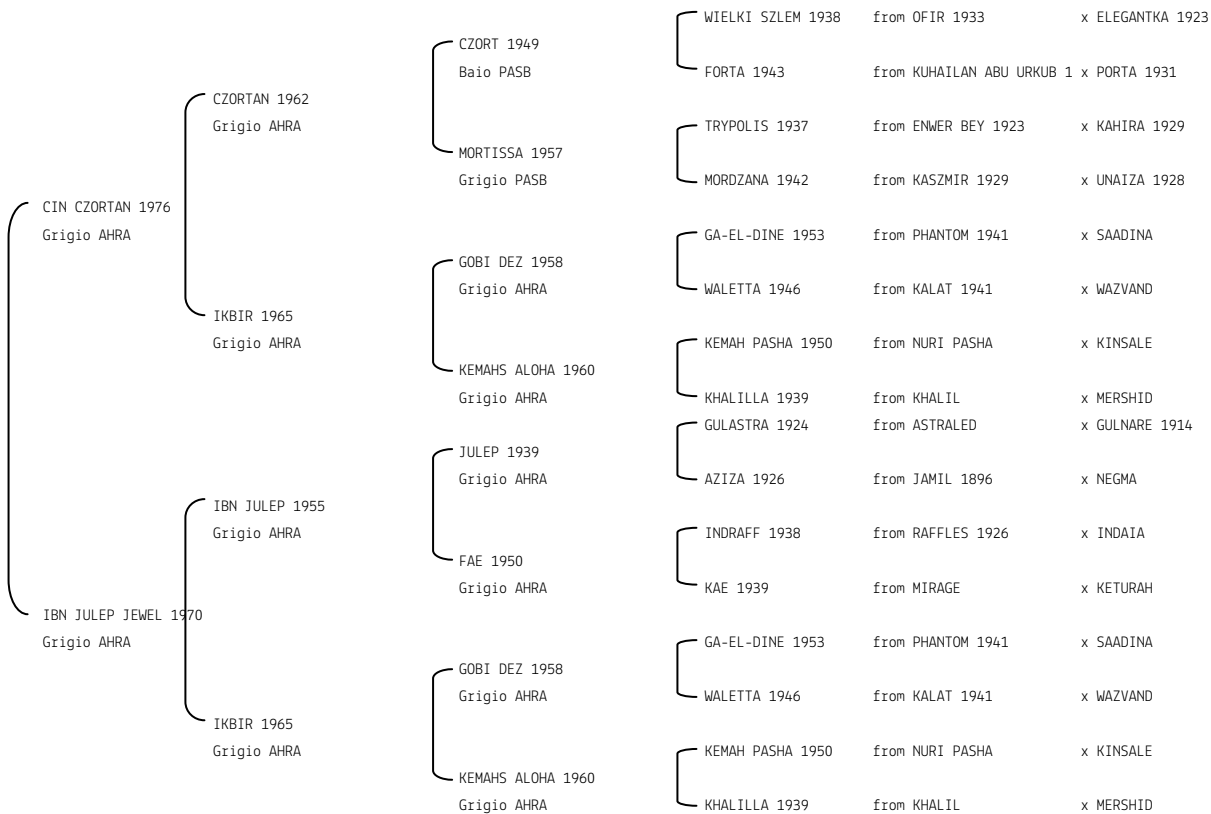 WIELKI SZLEM 1938 from OFIR 1933 x ELEGANTKA 1923
CZORT 1949
Baio PASB
FORTA 1943 from KUHAILAN ABU URKUB 1 x PORTA 1931
CZORTAN 1962
Grigio AHRA
TRYPOLIS 1937 from ENWER BEY 1923 x KAHIRA 1929
MORTISSA 1957
Grigio PASB
MORDZANA 1942 from KASZMIR 1929 x UNAIZA 1928
CIN CZORTAN 1976
Grigio AHRA
GA-EL-DINE 1953 from PHANTOM 1941 x SAADINA
GOBI DEZ 1958
Grigio AHRA
WALETTA 1946 from KALAT 1941 x WAZVAND
IKBIR 1965
Grigio AHRA
KEMAH PASHA 1950 from NURI PASHA x KINSALE
KEMAHS ALOHA 1960
Grigio AHRA
KHALILLA 1939 from KHALIL x MERSHID
GULASTRA 1924 from ASTRALED x GULNARE 1914
JULEP 1939
Grigio AHRA
AZIZA 1926 from JAMIL 1896 x NEGMA
IBN JULEP 1955
Grigio AHRA
INDRAFF 1938 from RAFFLES 1926 x INDAIA
FAE 1950
Grigio AHRA
KAE 1939 from MIRAGE x KETURAH
IBN JULEP JEWEL 1970
Grigio AHRA
GA-EL-DINE 1953 from PHANTOM 1941 x SAADINA
GOBI DEZ 1958
Grigio AHRA
WALETTA 1946 from KALAT 1941 x WAZVAND
IKBIR 1965
Grigio AHRA
KEMAH PASHA 1950 from NURI PASHA x KINSALE
KEMAHS ALOHA 1960
Grigio AHRA
KHALILLA 1939 from KHALIL x MERSHID